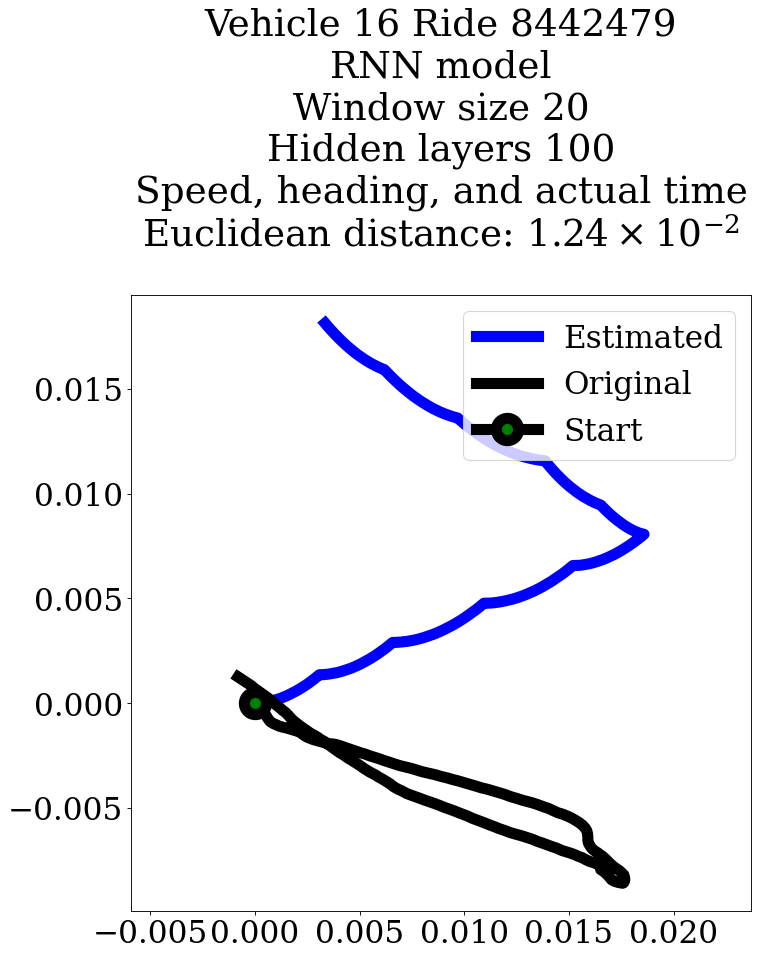 Vehicle 16 Ride 8442479
RNN model
Window size 20
Hidden layers 100
Speed, heading, and actual time
Euclidean distance: 1.24 × 10⁻²
Estimated
Original
Start
0.015
0.010
0.005
0.000
−0.005
−0.005 0.000 0.005 0.010 0.015 0.020